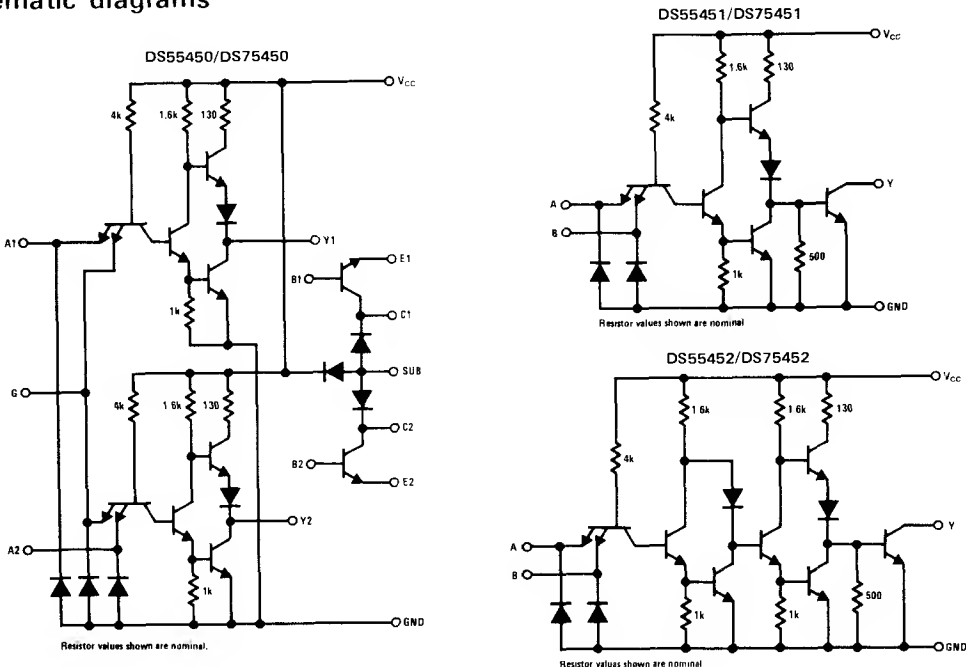 schematic diagrams
DS55450/DS75450
VCC
4k
1.6k
130
A1
Y1
E1
B1
1k
C1
SUB
G
4k
1.6k
130
C2
B2
E2
Y2
A2
1k
GND
Resistor values shown are nominal.
DS55451/DS75451
VCC
1.6k
130
4k
A
Y
B
500
1k
GND
Resistor values shown are nominal
DS55452/DS75452
VCC
1.6k
1.6k
130
4k
A
Y
B
1k
1k
500
GND
Resistor values shown are nominal